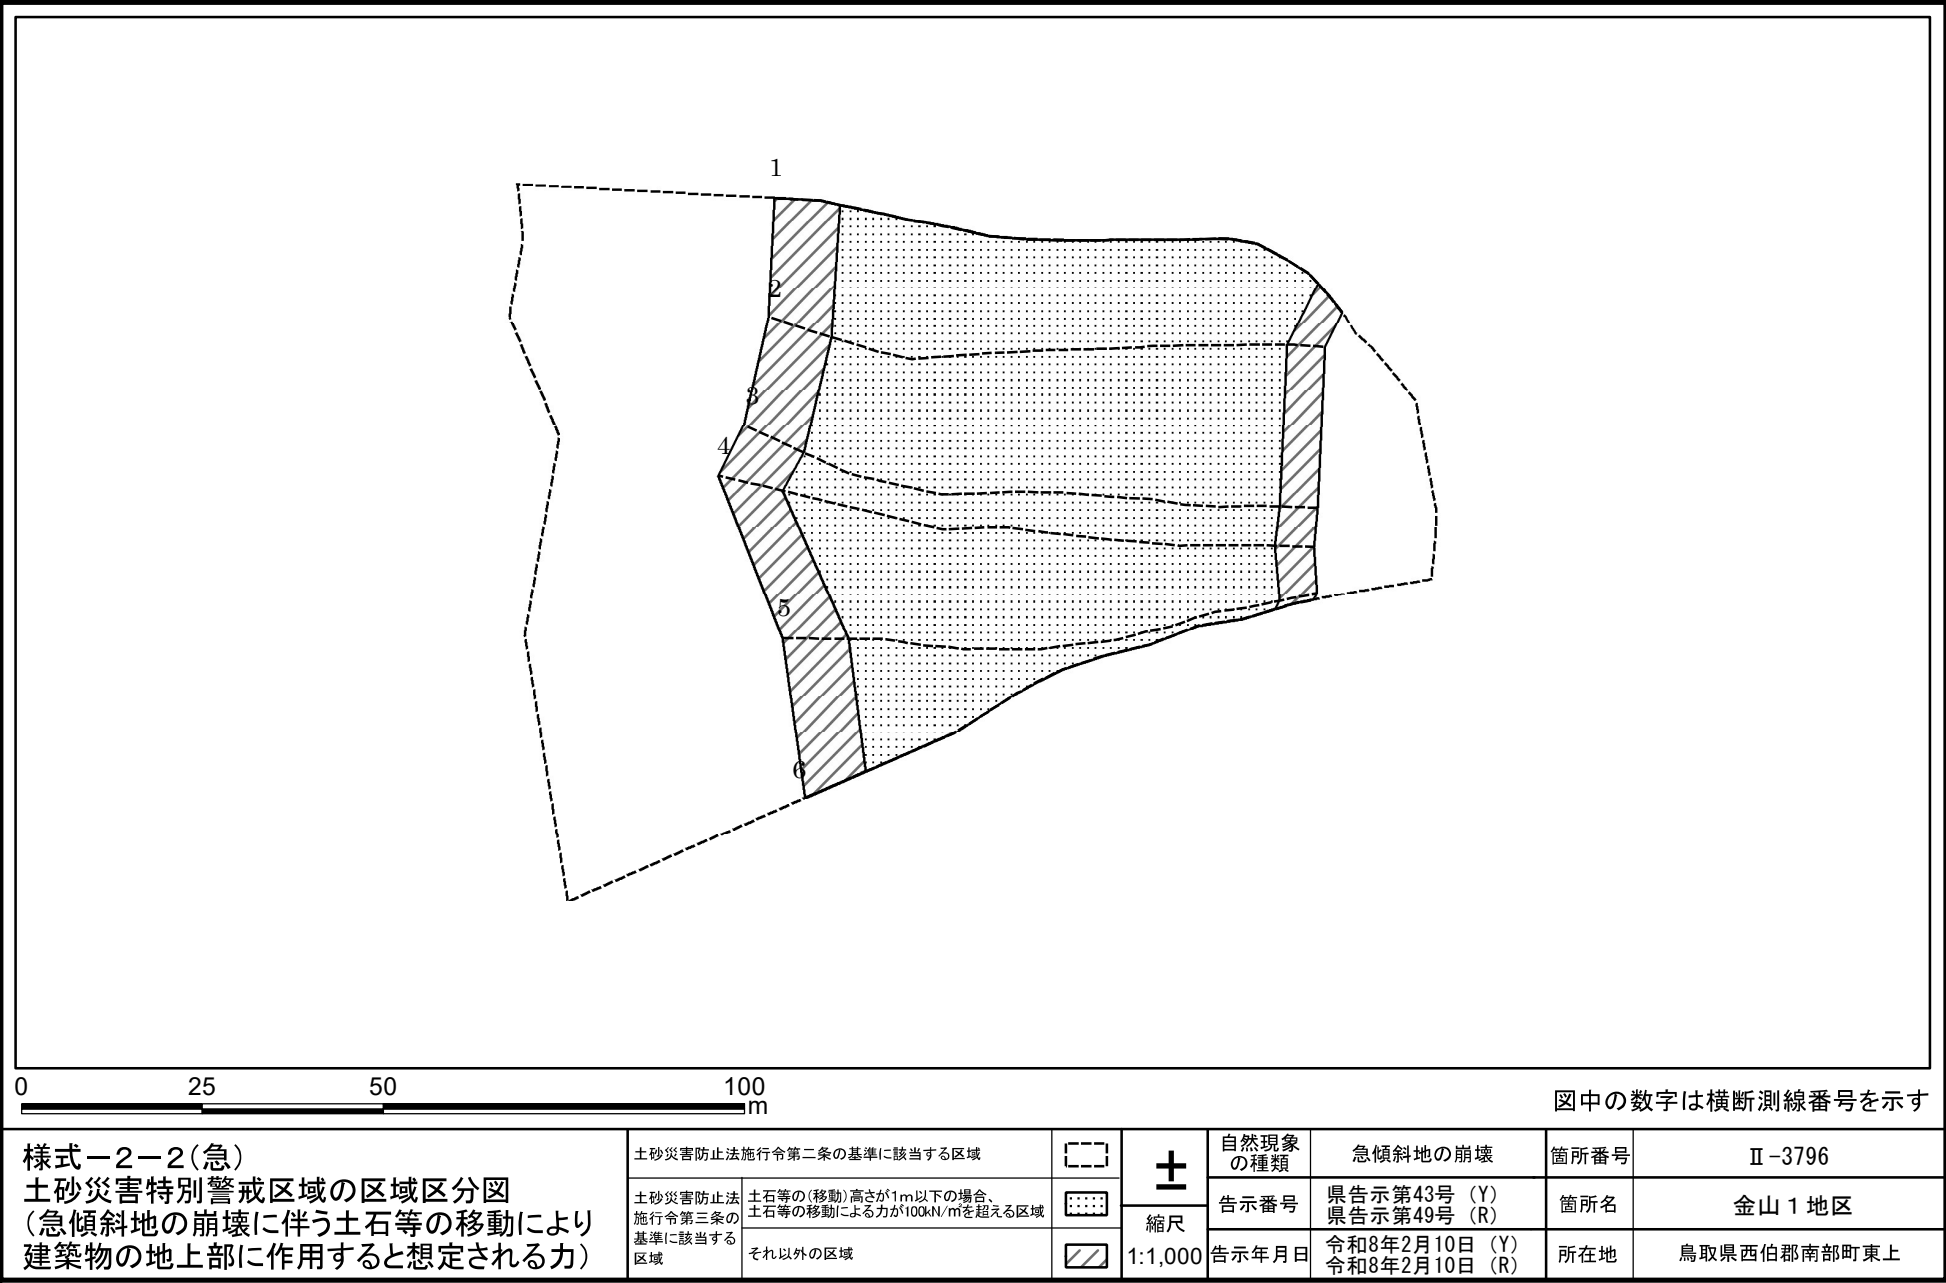 1
2
3
4
5
6
0 25 50 100
m
図中の数字は横断測線番号を示す
様式－２－２（急）
土砂災害特別警戒区域の区域区分図
（急傾斜地の崩壊に伴う土石等の移動により
建築物の地上部に作用すると想定される力）
土砂災害防止法施行令第二条の基準に該当する区域
土砂災害防止法
施行令第三条の
基準に該当する
区域
土石等の（移動）高さが１ｍ以下の場合、
土石等の移動による力が100kN/㎡を超える区域
それ以外の区域
±
縮尺
1:1,000
自然現象
の種類
急傾斜地の崩壊
箇所番号
Ⅱ-3796
告示番号
県告示第43号（Y）
県告示第49号（R）
箇所名
金山１地区
告示年月日
令和8年2月10日（Y）
令和8年2月10日（R）
所在地
鳥取県西伯郡南部町東上